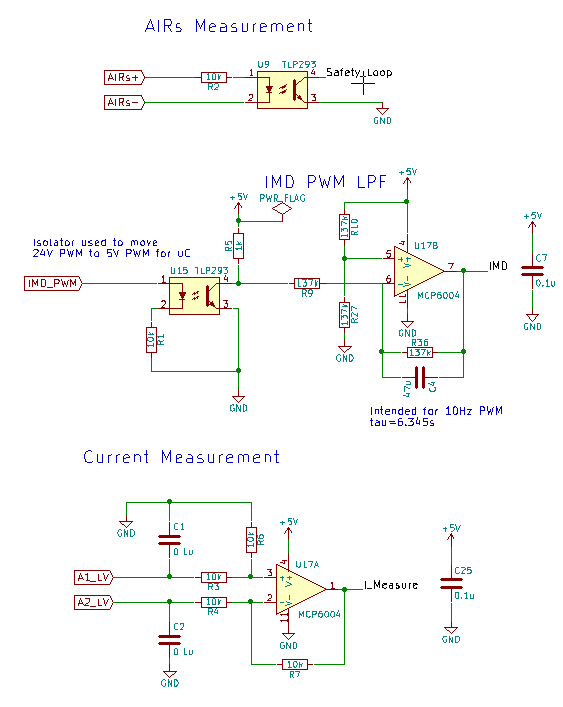 AIRs Measurement
U9 TLP293
AIRs+ 10k 1 4 Safety_Loop
R2
AIRs- 2 3
GND
IMD PWM LPF
+5V
+5V PWR_FLAG
+5V
Isolator used to move
24V PWM to 5V PWM for uC
R5 1k
R10 137k
4 U17B
5 V+ 7 IMD
C7
0.1u
U15 TLP293
IMD_PWM 1 4 137k 6 V-
R9
MCP6004
11
2 3
R1 10k
R27 137k
GND
GND
GND
R36
137k
47u C4
GND
Intended for 10Hz PWM
tau=6.345s
Current Measurement
+5V
+5V
GND
C1
0.1u
R6 10k
4 U17A
A1_LV 10k 3 V+
R3
1 I_Measure
C25
0.1u
A2_LV 10k 2 V-
R4
MCP6004
11
C2
0.1u
GND
GND
10k
R7
GND